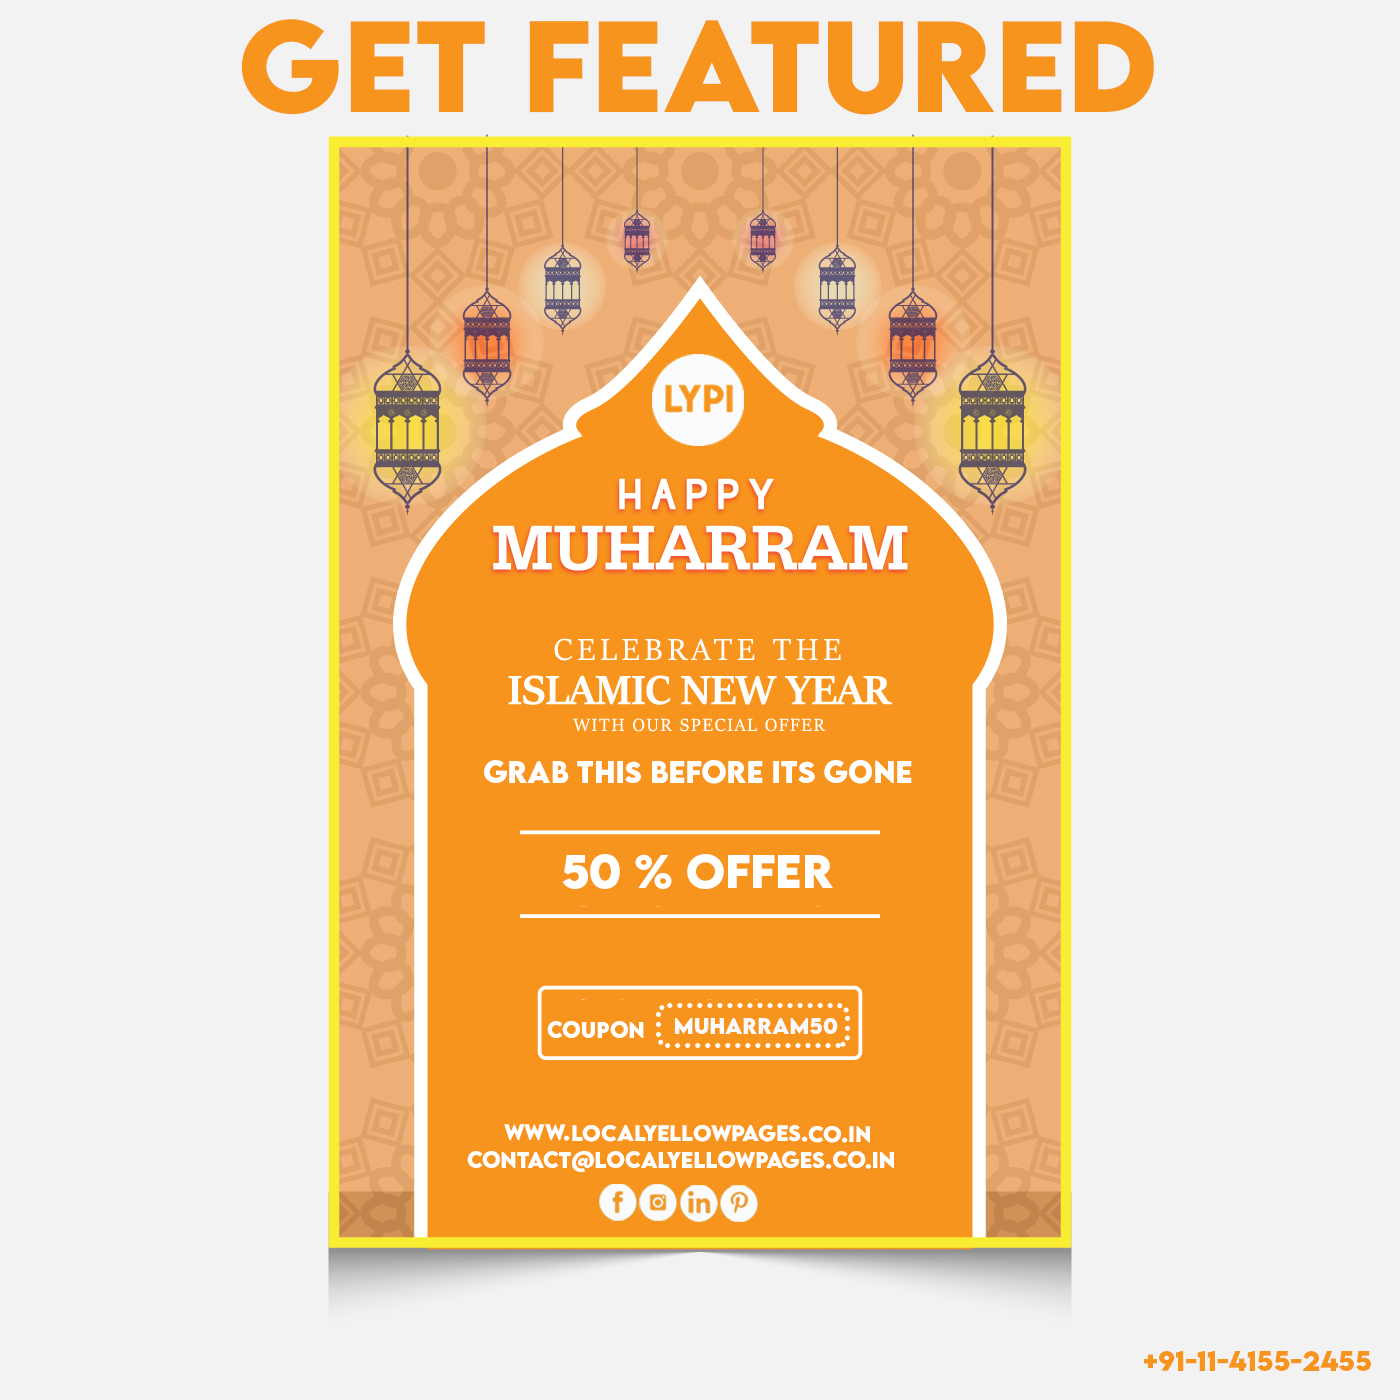 GET FEATURED
LYPI
HAPPY
MUHARRAM
CELEBRATE THE
ISLAMIC NEW YEAR
WITH OUR SPECIAL OFFER
GRAB THIS BEFORE ITS GONE
50 % OFFER
COUPON MUHARRAM50
WWW.LOCALYELLOWPAGES.CO.IN
CONTACT@LOCALYELLOWPAGES.CO.IN
+91-11-4155-2455